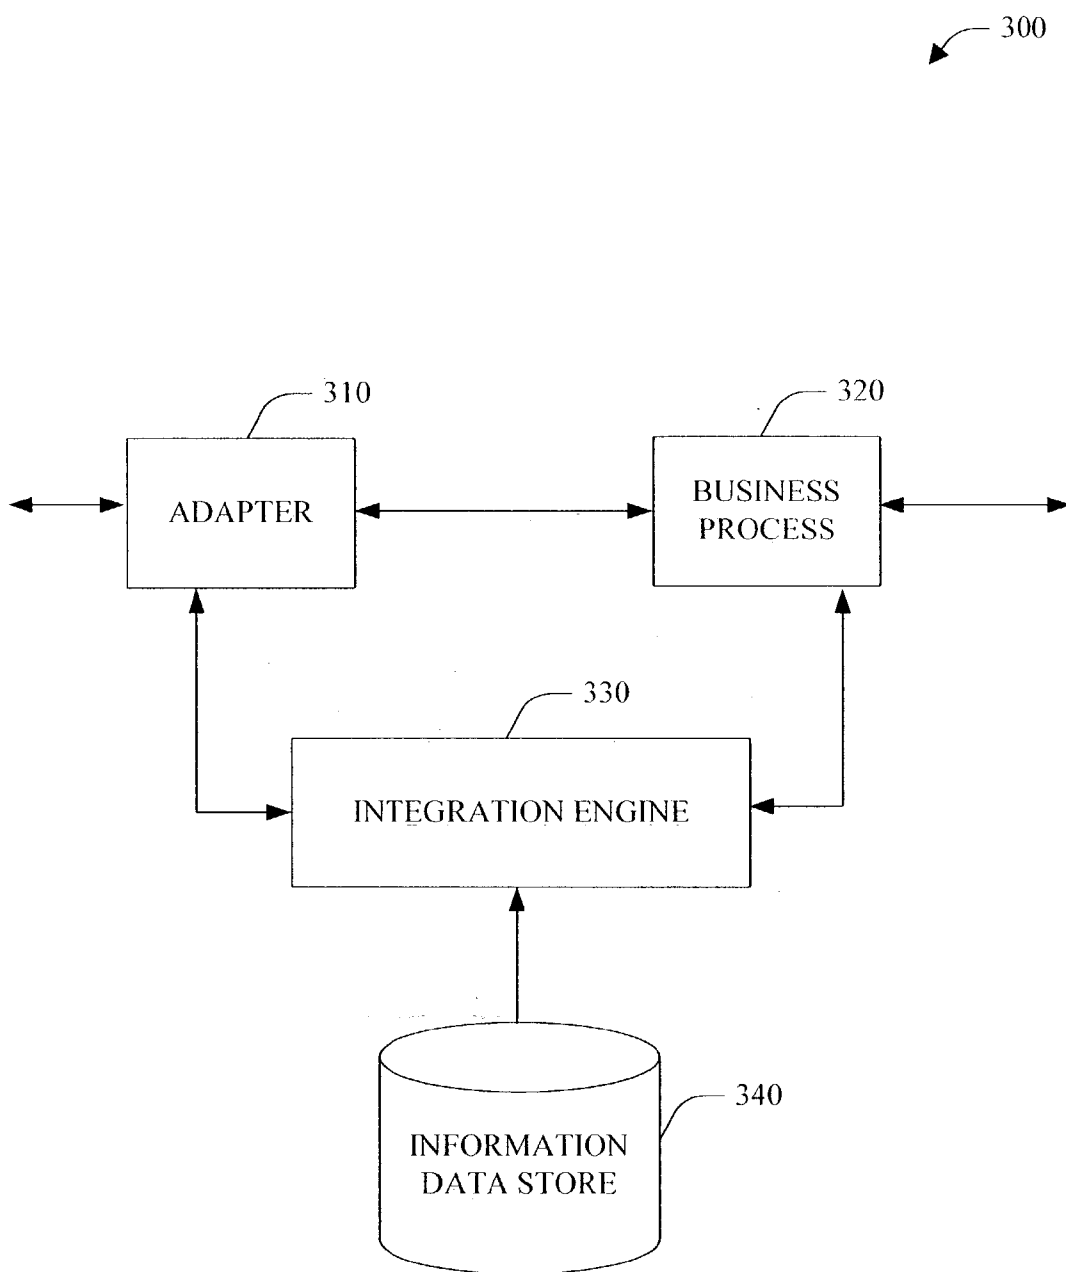 300
310
320
ADAPTER
BUSINESS
PROCESS
330
INTEGRATION ENGINE
340
INFORMATION
DATA STORE